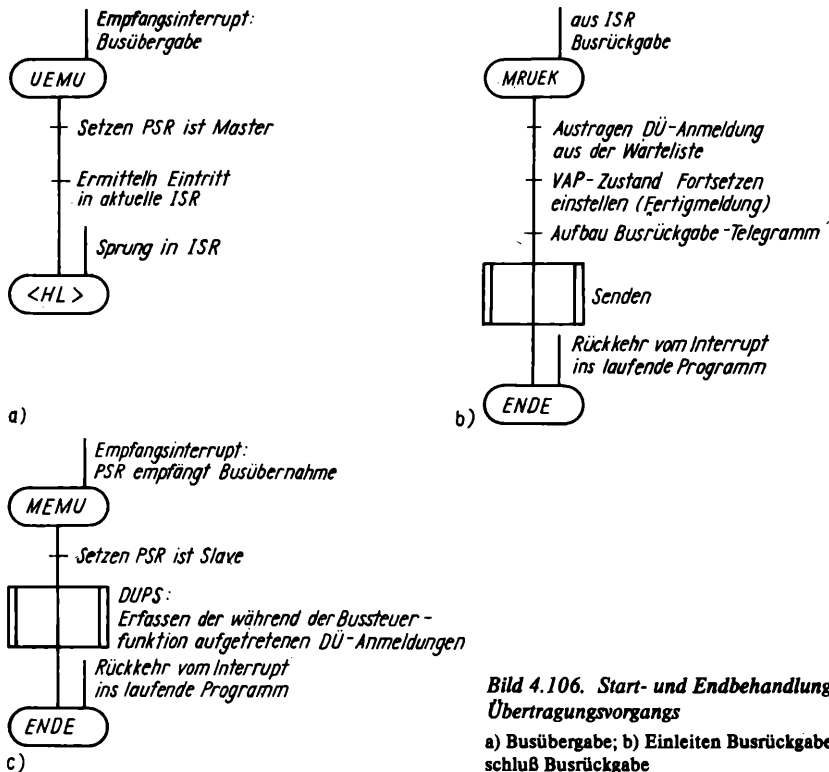 Empfangsinterrupt:
Busübergabe
UEMU
Setzen PSR ist Master
Ermitteln Eintritt
in aktuelle ISR
Sprung in ISR
<HL>
a)
aus ISR
Busrückgabe
MRUEK
Austragen DÜ-Anmeldung
aus der Warteliste
VAP-Zustand Fortsetzen
einstellen (Fertigmeldung)
Aufbau Busrückgabe-Telegramm
Senden
Rückkehr vom Interrupt
ins laufende Programm
ENDE
b)
Empfangsinterrupt:
PSR empfängt Busübernahme
MEMU
Setzen PSR ist Slave
DUPS:
Erfassen der während der Bussteuer-
funktion aufgetretenen DÜ-Anmeldungen
Rückkehr vom Interrupt
ins laufende Programm
ENDE
c)
Bild 4.106. Start- und Endbehandlung
Übertragungsvorgangs
a) Busübergabe; b) Einleiten Busrückgabe
schluß Busrückgabe